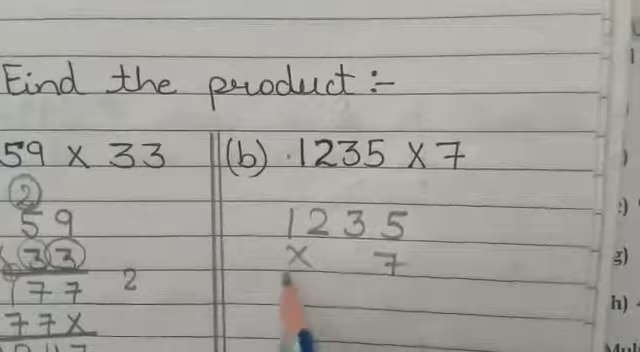 Find the product :-
59 x 33 (b) .1235 x 7
2
59 1235
33 x 7
177 2
77x
g)
h)